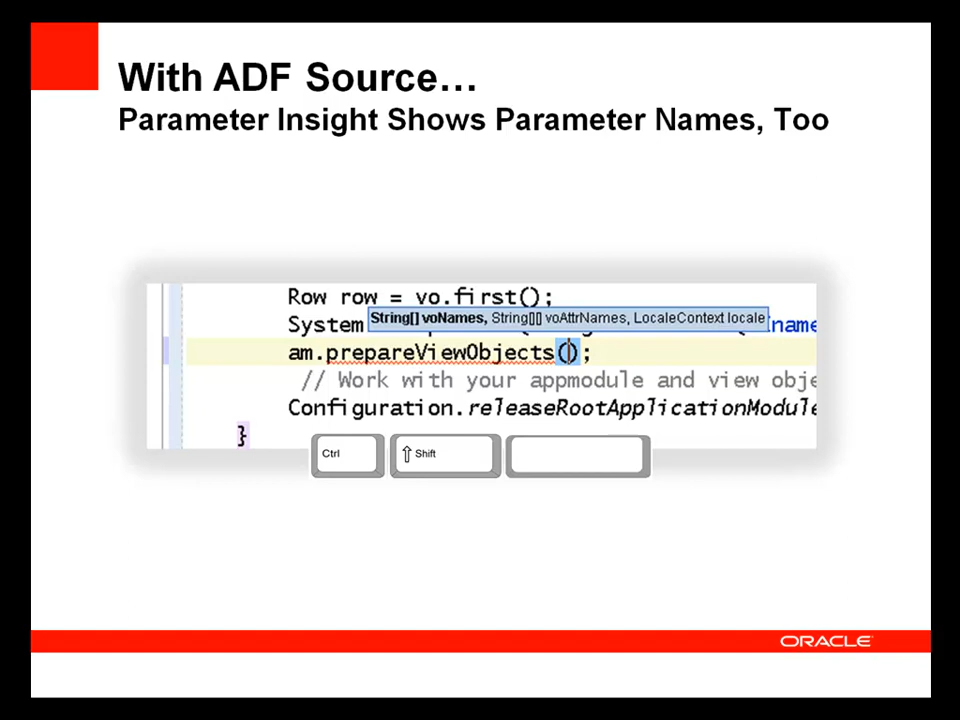 With ADF Source…
Parameter Insight Shows Parameter Names, Too
Row row = vo.first();
System
String[] voNames, String[][] voAttrNames, LocaleContext locale
am.prepareViewObjects();
// Work with your appmodule and view obje
Configuration.releaseRootApplicationModule
}
Ctrl
⇧ Shift
ORACLE